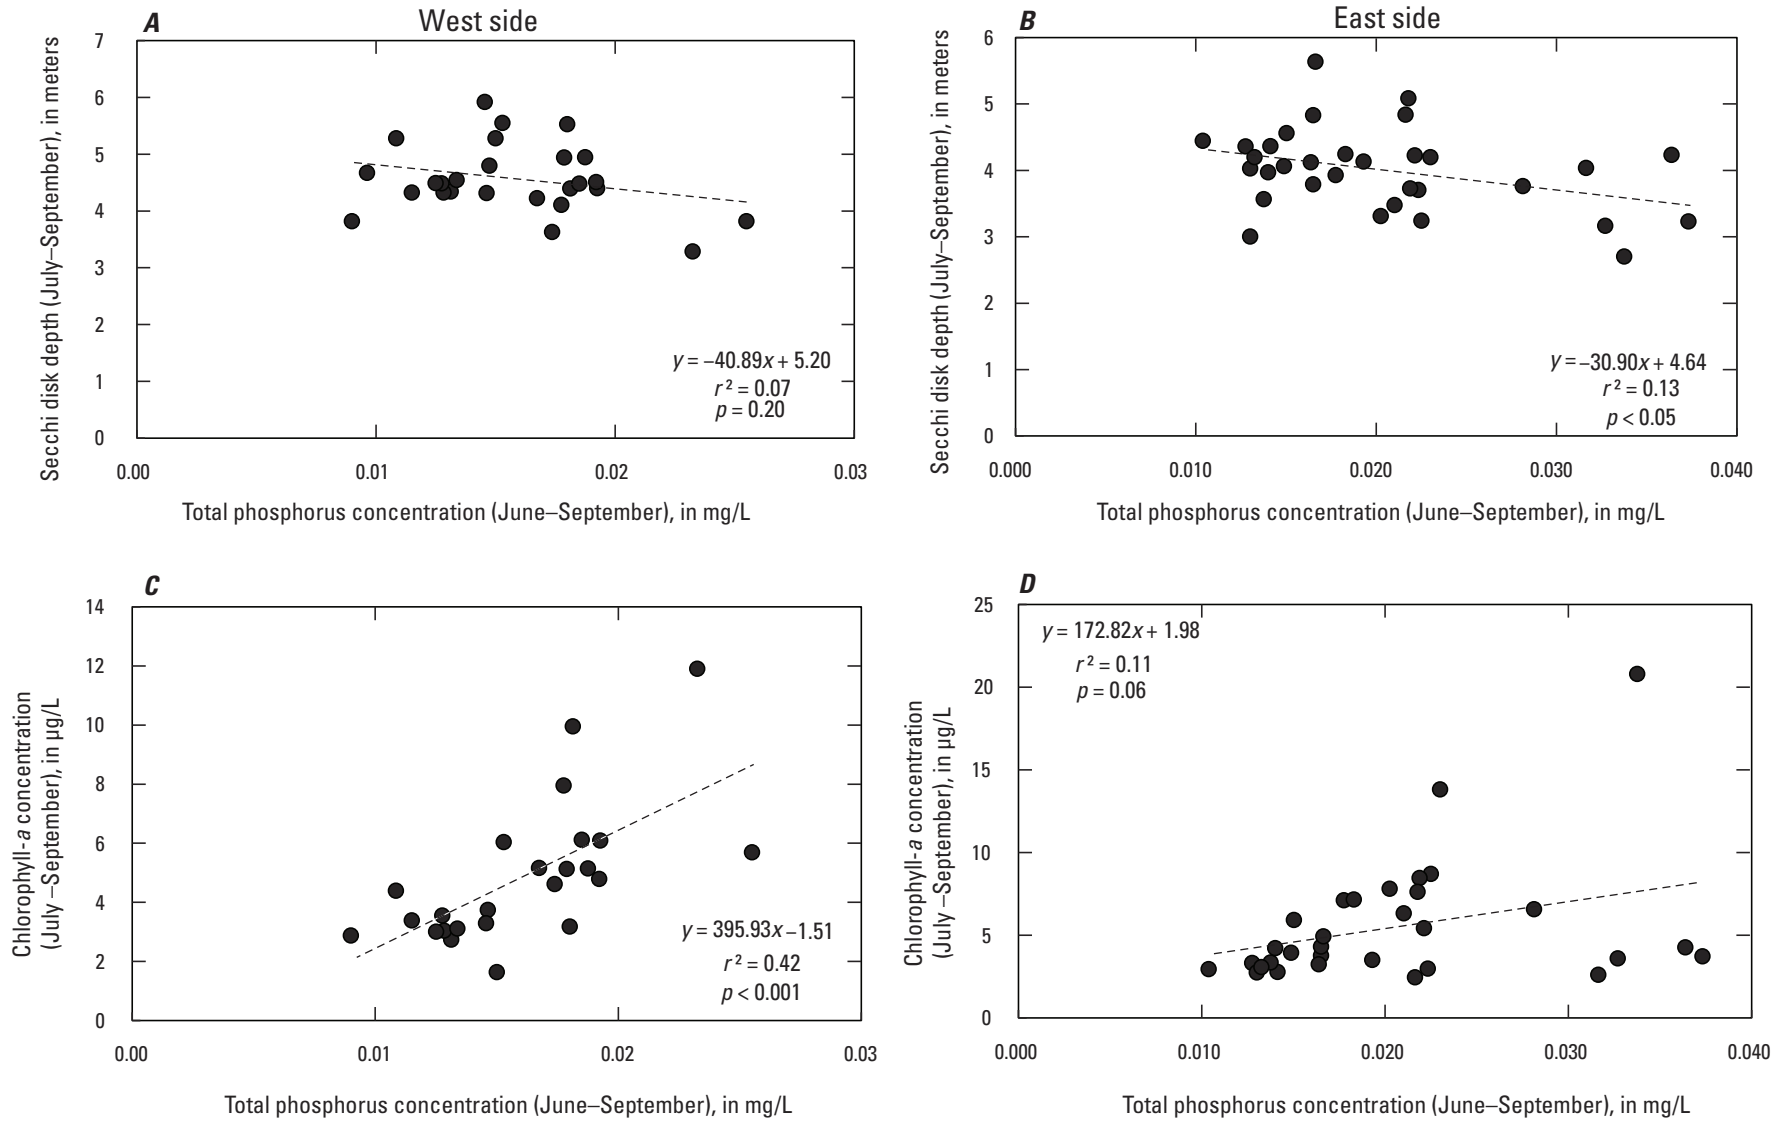 A West side
Secchi disk depth (July–September), in meters
7
6
5
4
3
2
1
0
y = –40.89x + 5.20
r² = 0.07
p = 0.20
0.00 0.01 0.02 0.03
Total phosphorus concentration (June–September), in mg/L
B East side
Secchi disk depth (July–September), in meters
6
5
4
3
2
1
0
y = –30.90x + 4.64
r² = 0.13
p < 0.05
0.000 0.010 0.020 0.030 0.040
Total phosphorus concentration (June–September), in mg/L
C
Chlorophyll-a concentration
(July –September), in µg/L
14
12
10
8
6
4
2
0
y = 395.93x –1.51
r² = 0.42
p < 0.001
0.00 0.01 0.02 0.03
Total phosphorus concentration (June–September), in mg/L
D
Chlorophyll-a concentration
(July –September), in µg/L
25
20
15
10
5
0
y = 172.82x + 1.98
r² = 0.11
p = 0.06
0.000 0.010 0.020 0.030 0.040
Total phosphorus concentration (June–September), in mg/L